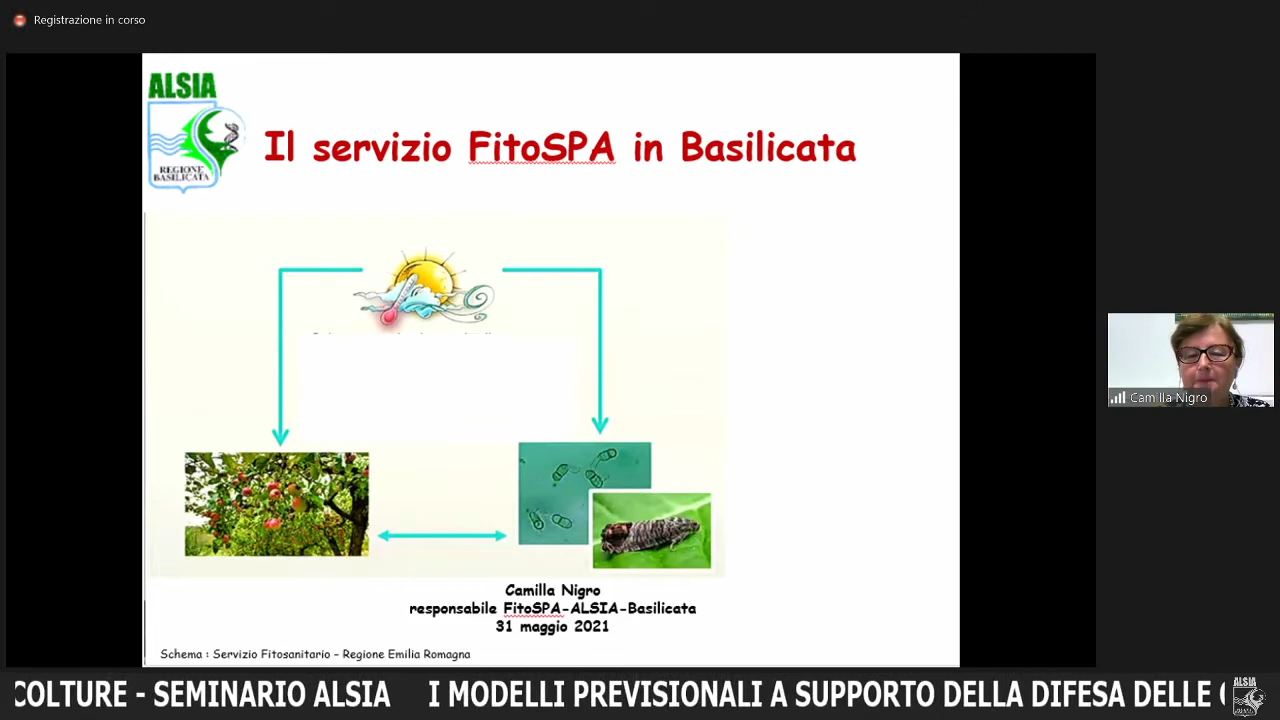 Registrazione in corso
ALSIA
REGIONE
BASILICATA
Il servizio FitoSPA in Basilicata
Camilla Nigro
Camilla Nigro
responsabile FitoSPA-ALSIA-Basilicata
31 maggio 2021
Schema : Servizio Fitosanitario – Regione Emilia Romagna
COLTURE - SEMINARIO ALSIA I MODELLI PREVISIONALI A SUPPORTO DELLA DIFESA DELLE
ALSIA